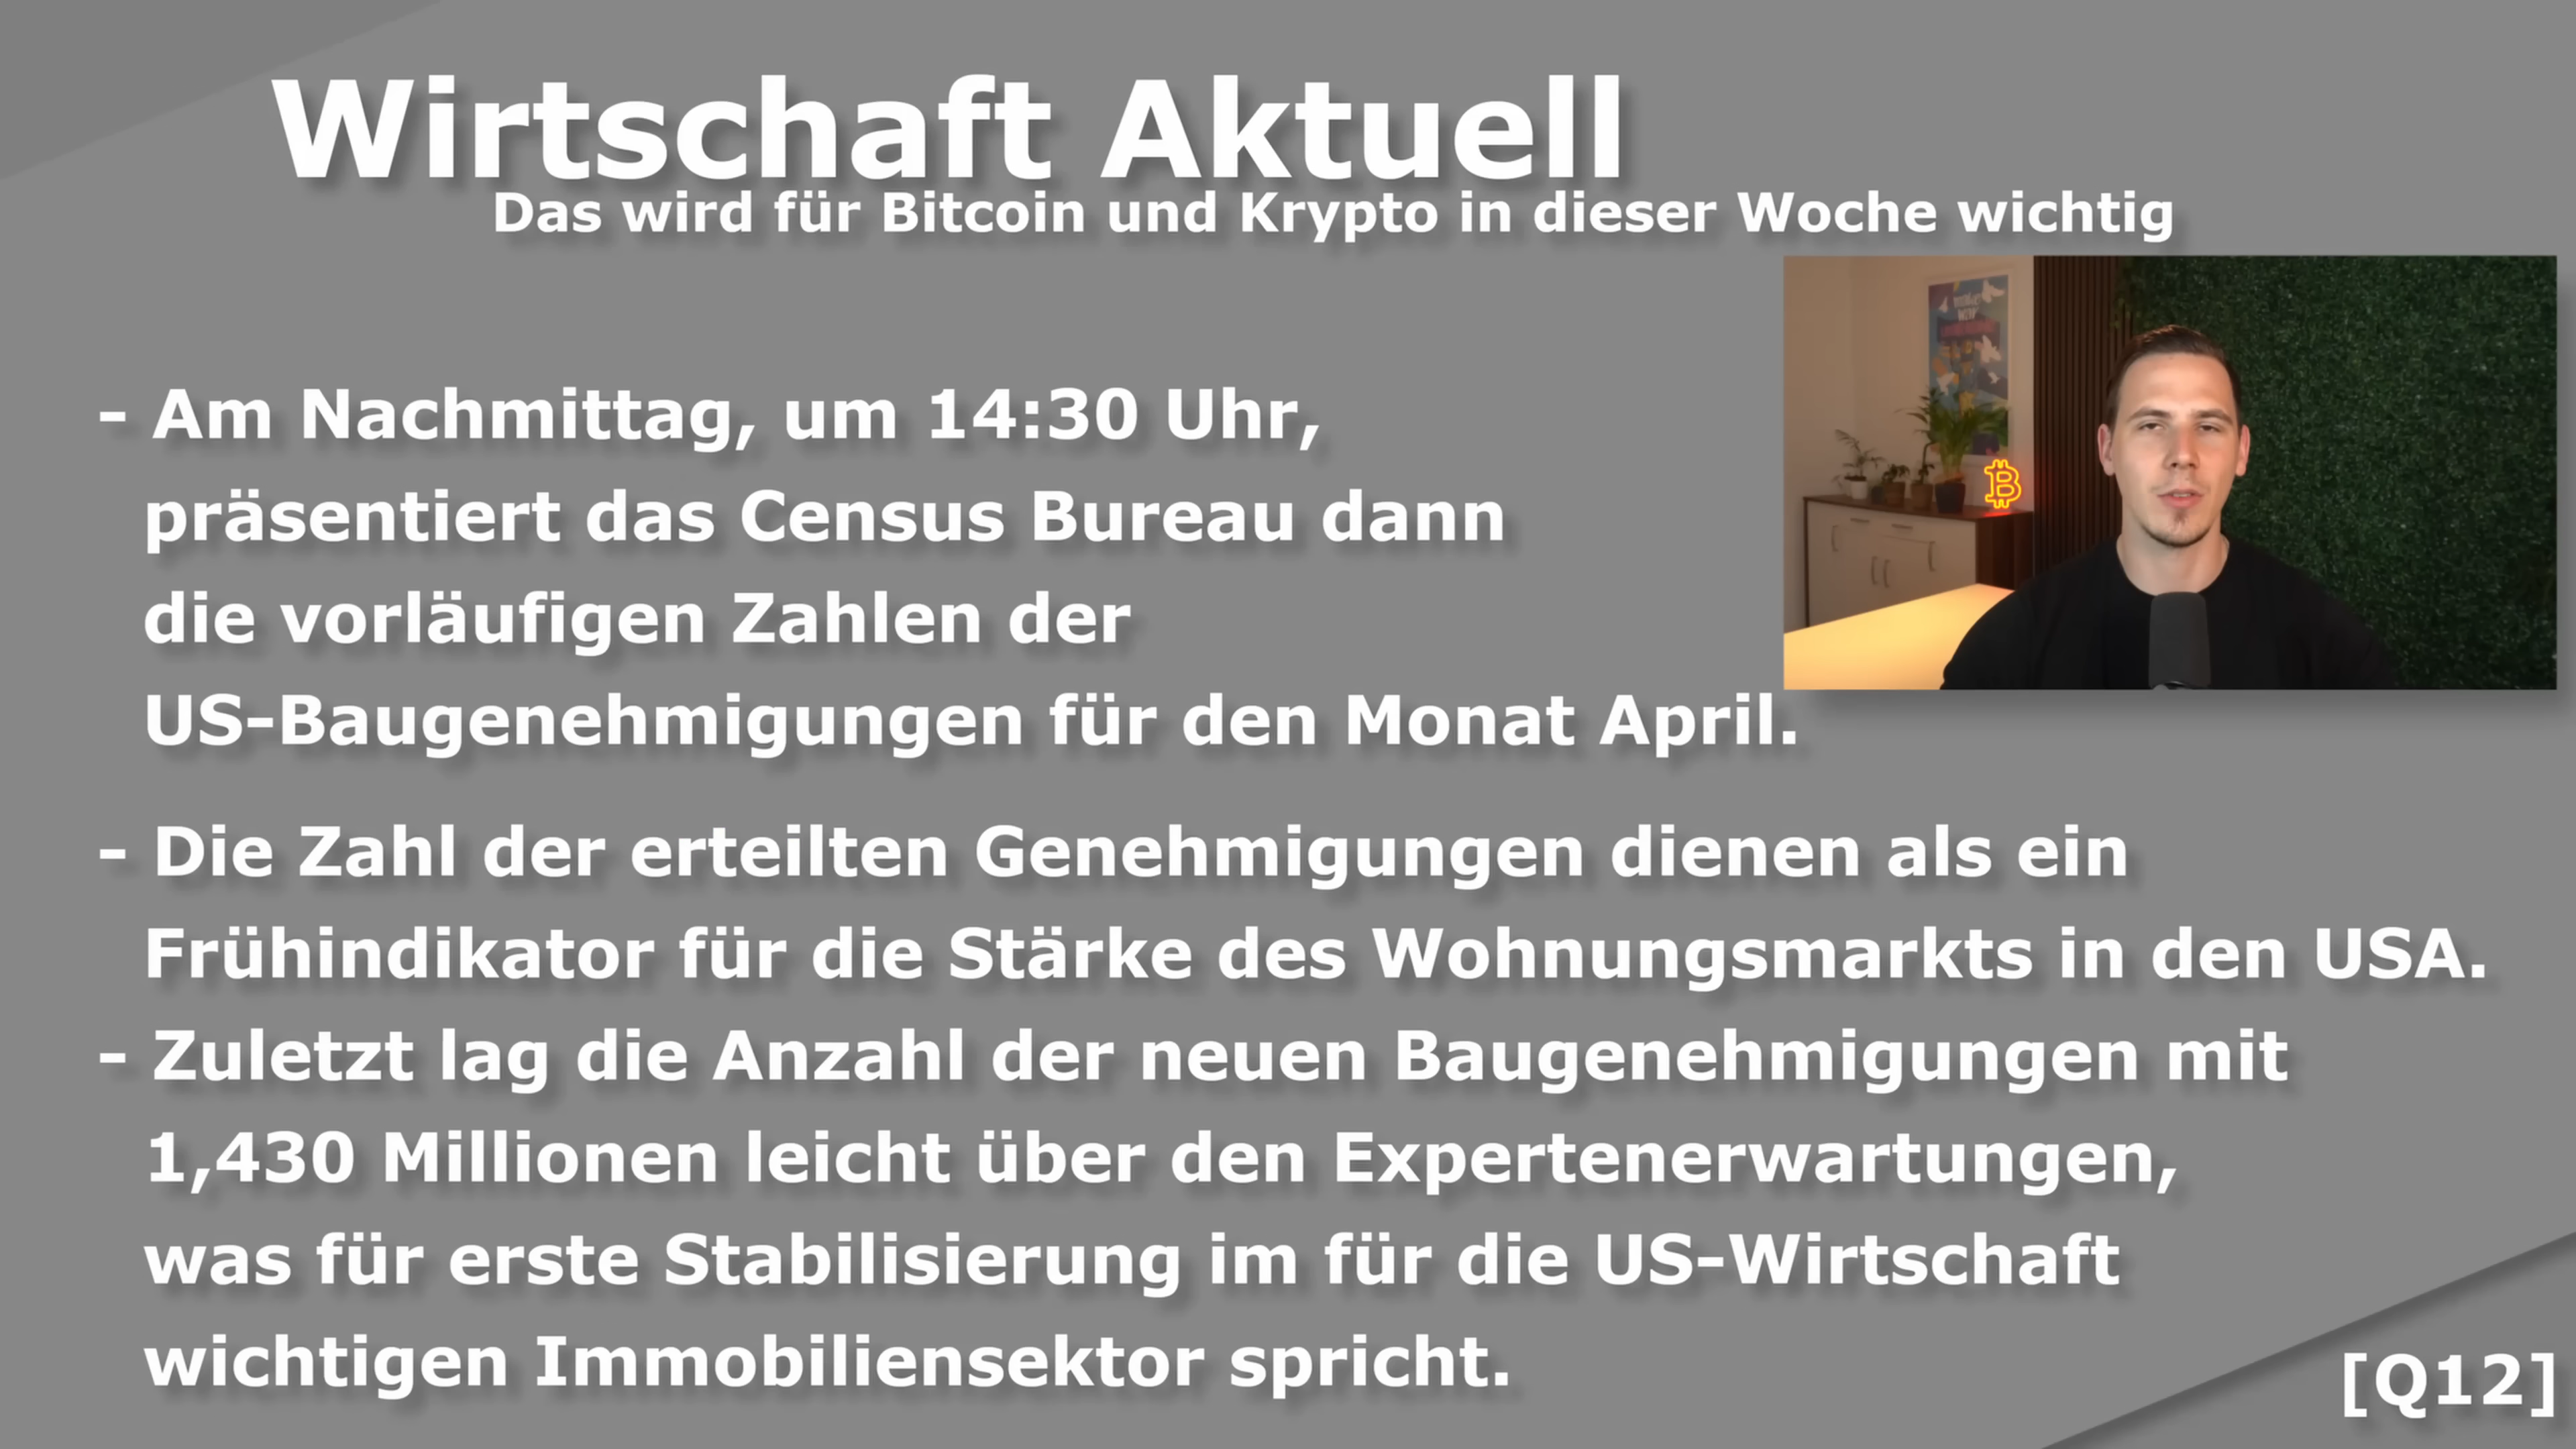 Wirtschaft Aktuell
Das wird für Bitcoin und Krypto in dieser Woche wichtig
- Am Nachmittag, um 14:30 Uhr,
präsentiert das Census Bureau dann
die vorläufigen Zahlen der
US-Baugenehmigungen für den Monat April.
- Die Zahl der erteilten Genehmigungen dienen als ein
Frühindikator für die Stärke des Wohnungsmarkts in den USA.
- Zuletzt lag die Anzahl der neuen Baugenehmigungen mit
1,430 Millionen leicht über den Expertenerwartungen,
was für erste Stabilisierung im für die US-Wirtschaft
wichtigen Immobiliensektor spricht.
[Q12]